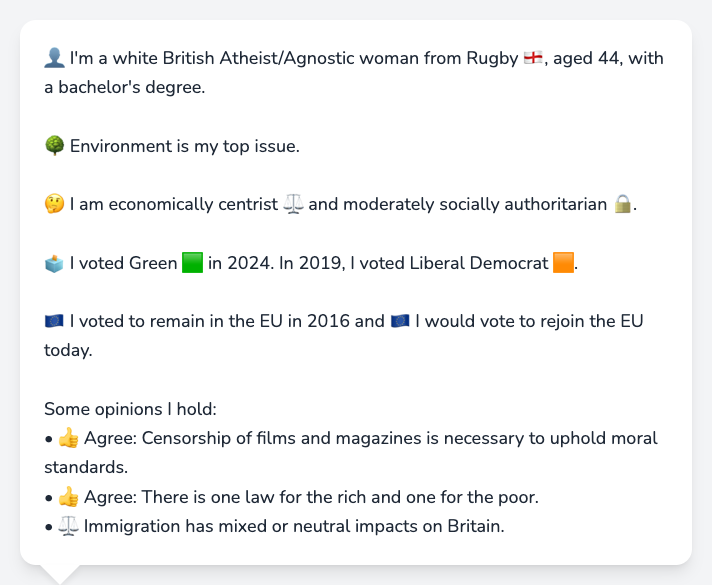 👤 I'm a white British Atheist/Agnostic woman from Rugby 🏴󠁧󠁢󠁥󠁮󠁧󠁿, aged 44, with
a bachelor's degree.
🌳 Environment is my top issue.
🤔 I am economically centrist ⚖️ and moderately socially authoritarian 🔒.
🗳️ I voted Green 🟩 in 2024. In 2019, I voted Liberal Democrat 🟧.
🇪🇺 I voted to remain in the EU in 2016 and 🇪🇺 I would vote to rejoin the EU
today.
Some opinions I hold:
• 👍 Agree: Censorship of films and magazines is necessary to uphold moral
standards.
• 👍 Agree: There is one law for the rich and one for the poor.
• ⚖️ Immigration has mixed or neutral impacts on Britain.